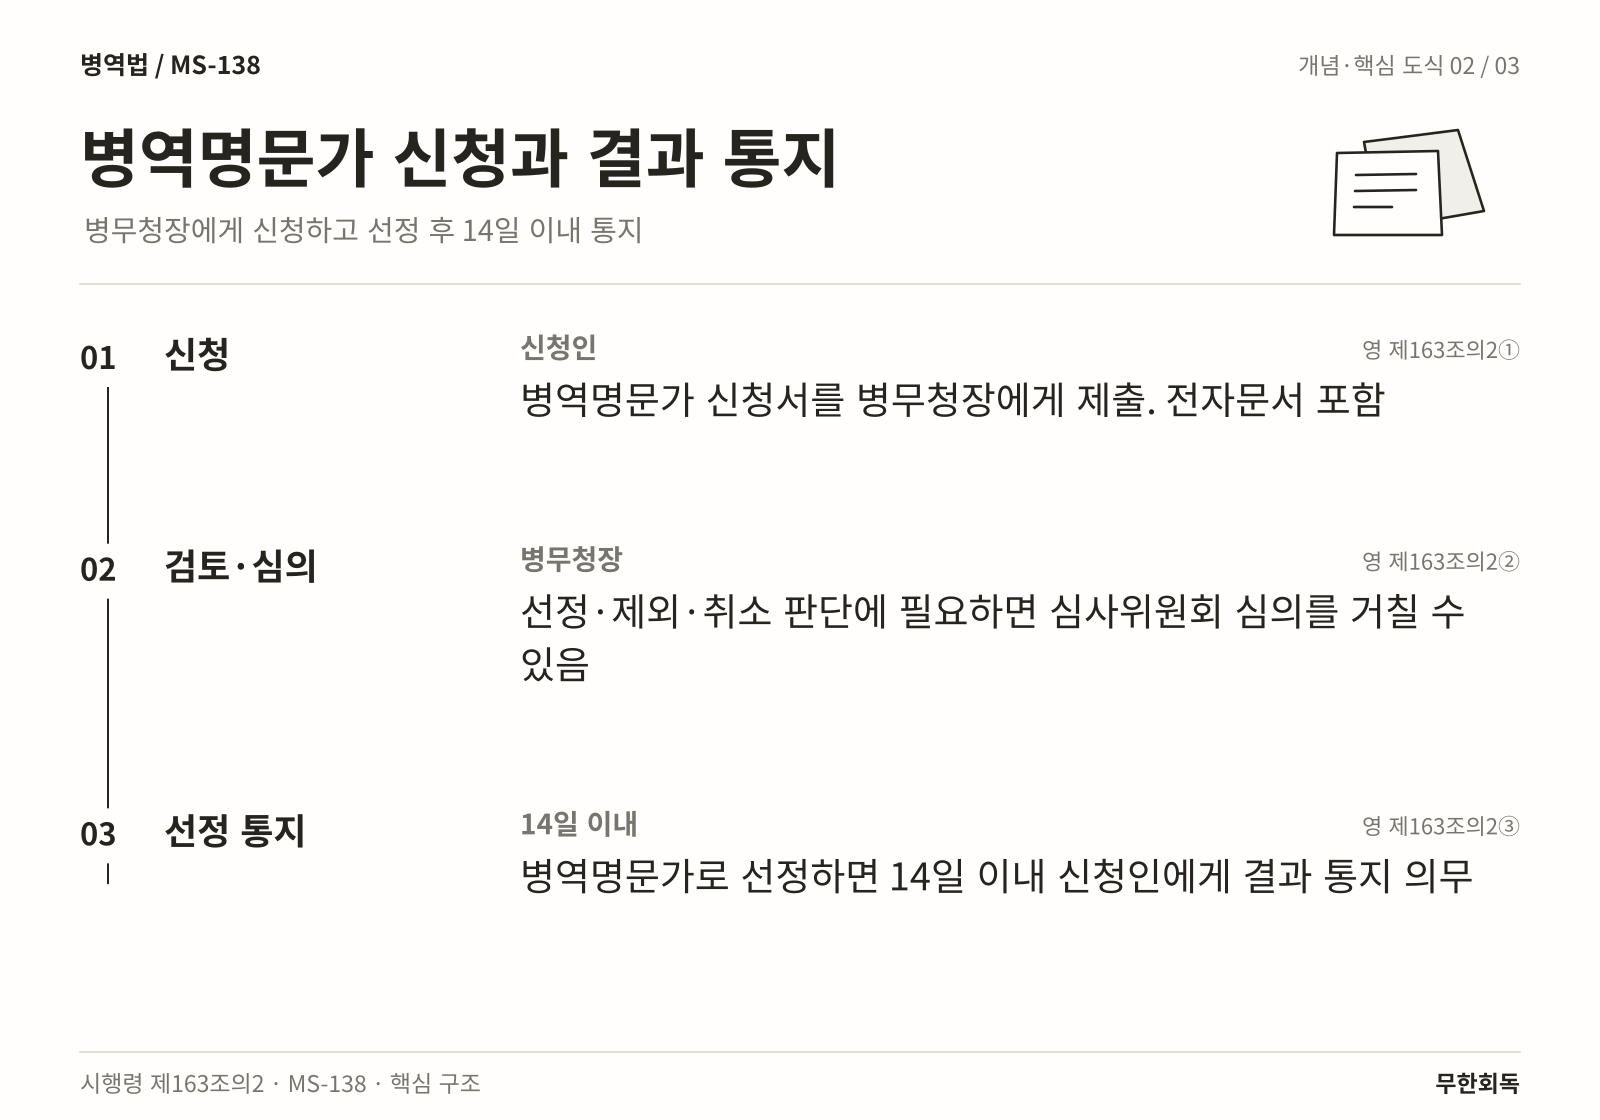 병역법 / MS-138
개념·핵심 도식 02 / 03
병역명문가 신청과 결과 통지
병무청장에게 신청하고 선정 후 14일 이내 통지
01 신청
신청인
영 제163조의2①
병역명문가 신청서를 병무청장에게 제출. 전자문서 포함
02 검토·심의
병무청장
영 제163조의2②
선정·제외·취소 판단에 필요하면 심사위원회 심의를 거칠 수
있음
03 선정 통지
14일 이내
영 제163조의2③
병역명문가로 선정하면 14일 이내 신청인에게 결과 통지 의무
시행령 제163조의2 · MS-138 · 핵심 구조
무한회독